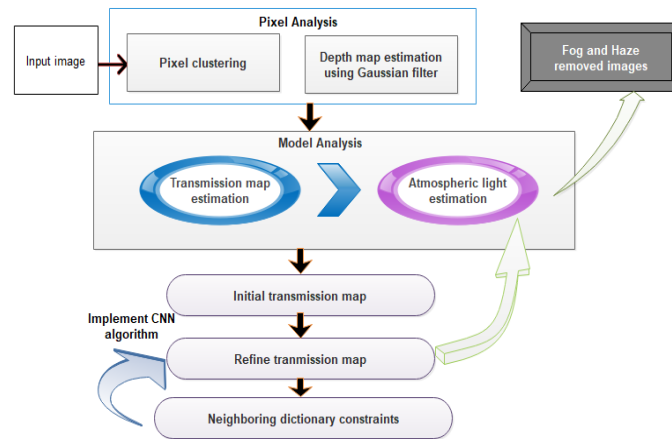 Pixel Analysis
Input image
Pixel clustering
Depth map estimation
using Gaussian filter
Fog and Haze
removed images
Model Analysis
Transmission map
estimation
Atmospheric light
estimation
Initial transmission map
Implement CNN
algorithm
Refine tranmission map
Neighboring dictionary constraints